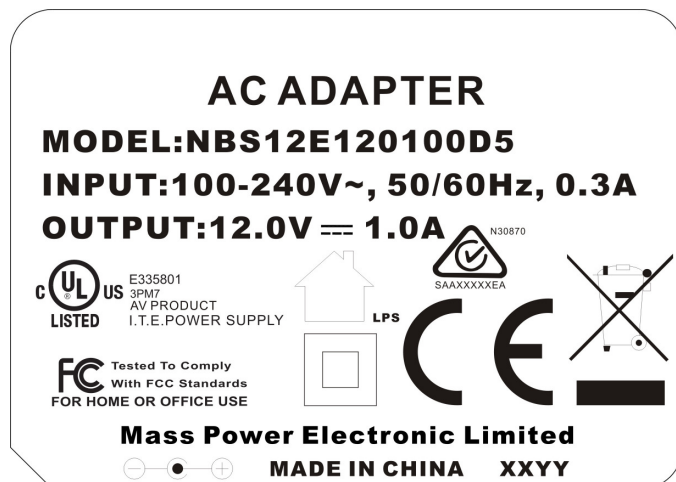 AC ADAPTER
MODEL:NBS12E120100D5
INPUT:100-240V~, 50/60Hz, 0.3A
OUTPUT:12.0V ⎓ 1.0A
N30870
SAAXXXXXEA
C UL ® US
LISTED
E335801
3PM7
AV PRODUCT
I.T.E.POWER SUPPLY
LPS
CE
FC Tested To Comply
With FCC Standards
FOR HOME OR OFFICE USE
Mass Power Electronic Limited
MADE IN CHINA XXYY